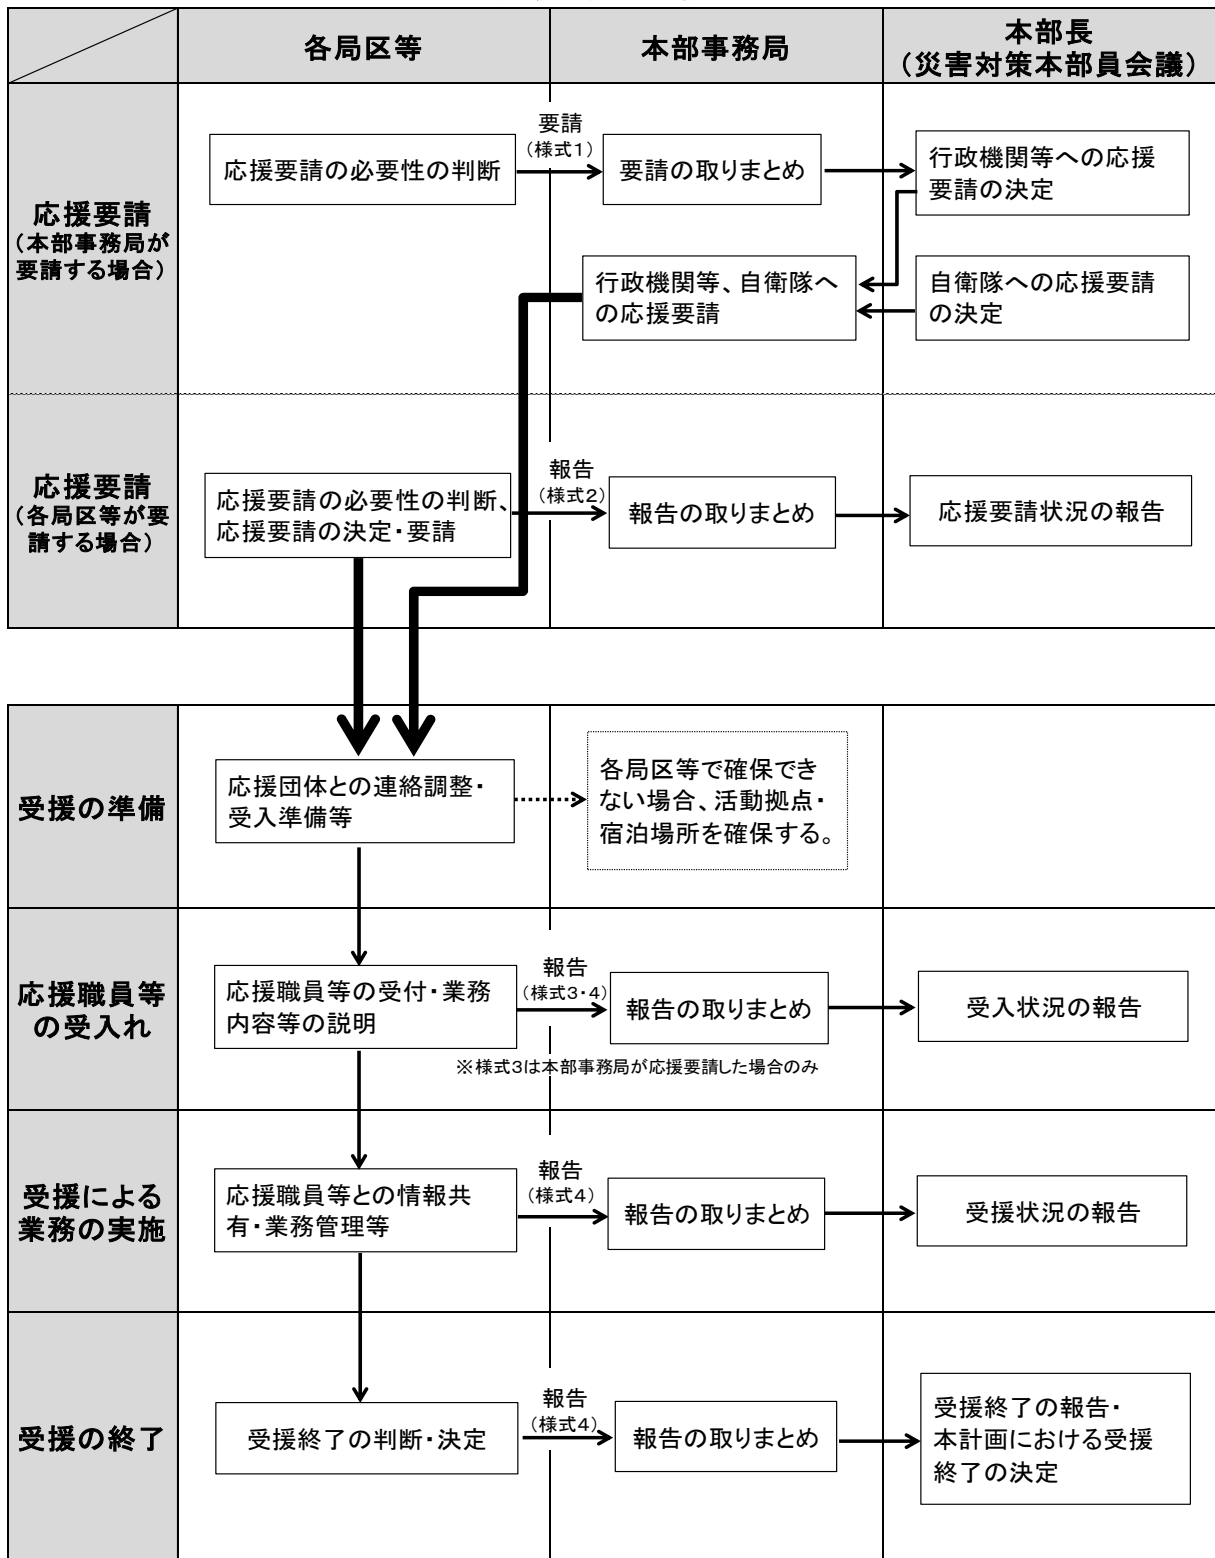 各局区等
本部事務局
本部長
（災害対策本部員会議）
応援要請
（本部事務局が
要請する場合）
応援要請の必要性の判断
要請
（様式1）
要請の取りまとめ
行政機関等への応援
要請の決定
行政機関等、自衛隊へ
の応援要請
自衛隊への応援要請
の決定
応援要請
（各局区等が要
請する場合）
応援要請の必要性の判断、
応援要請の決定・要請
報告
（様式2）
報告の取りまとめ
応援要請状況の報告
受援の準備
応援団体との連絡調整・
受入準備等
各局区等で確保でき
ない場合、活動拠点・
宿泊場所を確保する。
応援職員等
の受入れ
応援職員等の受付・業務
内容等の説明
報告
（様式3・4）
報告の取りまとめ
受入状況の報告
※様式3は本部事務局が応援要請した場合のみ
受援による
業務の実施
応援職員等との情報共
有・業務管理等
報告
（様式4）
報告の取りまとめ
受援状況の報告
受援の終了
受援終了の判断・決定
報告
（様式4）
報告の取りまとめ
受援終了の報告・
本計画における受援
終了の決定